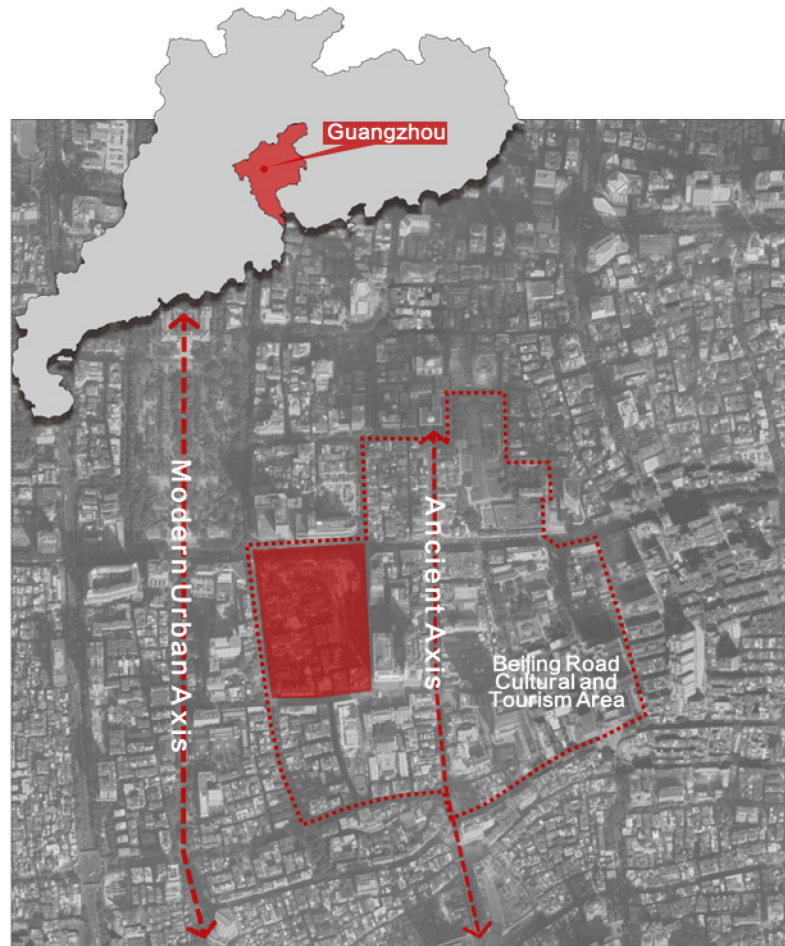 Guangzhou
Modern Urban Axis
Ancient Axis
Beijing Road
Cultural and
Tourism Area